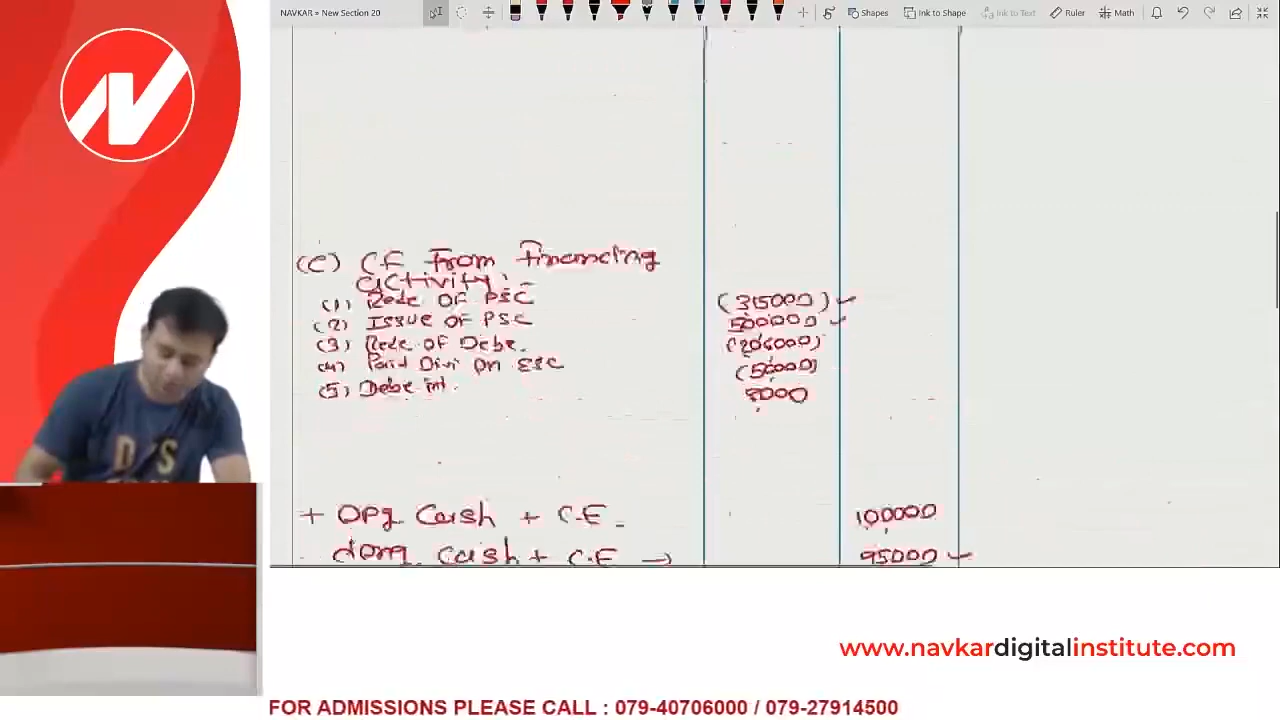 NAVKAR » New Section 20
Shapes
Ink to Shape
Ink to Text
Ruler
Math
(C) CF From Financing
activity:
(1) Rede OF PSC (315000)
(2) Issue OF PSC 500000
(3) Rede OF Debe. (206000)
(4) Paid Divi on ESC (50000)
(5) Debe int. 8000
+ Opg Cash + C.E. 100000
Cash + C.E → 95000
www.navkardigitalinstitute.com
FOR ADMISSIONS PLEASE CALL : 079-40706000 / 079-27914500